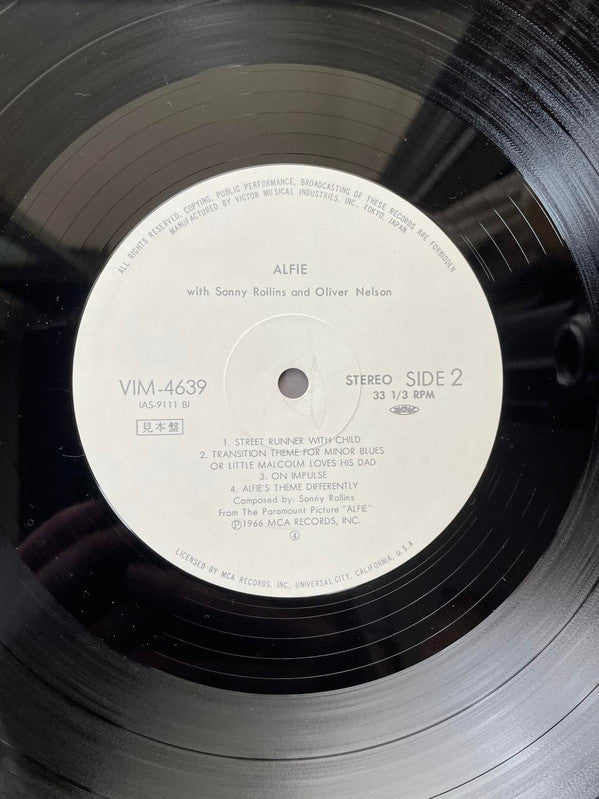 ALL RIGHTS RESERVED, COPYING, PUBLIC PERFORMANCE, BROADCASTING OF THESE RECORDS ARE FORBIDDEN
MANUFACTURED BY VICTOR MUSICAL INDUSTRIES, INC., TOKYO, JAPAN
ALFIE
with Sonny Rollins and Oliver Nelson
VIM-4639
(AS-9111 B)
見本盤
STEREO SIDE 2
33 1/3 RPM
1. STREET RUNNER WITH CHILD
2. TRANSITION THEME FOR MINOR BLUES
OR LITTLE MALCOLM LOVES HIS DAD
3. ON IMPULSE
4. ALFIE'S THEME DIFFERENTLY
Composed by: Sonny Rollins
From The Paramount Picture "ALFIE"
Ⓟ1966 MCA RECORDS, INC.
④
LICENSED BY MCA RECORDS, INC., UNIVERSAL CITY, CALIFORNIA, U.S.A